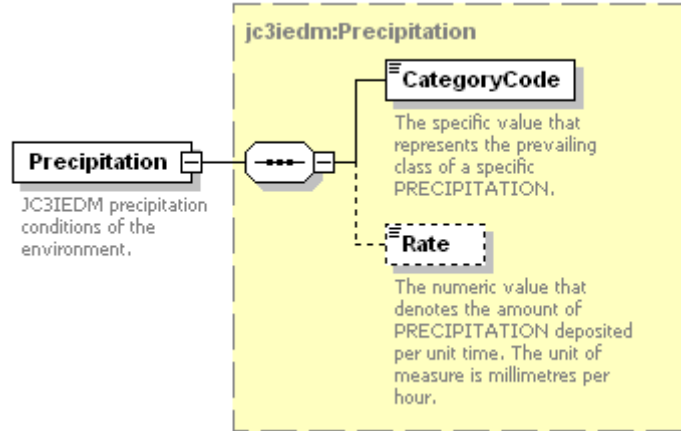 jc3iedm:Precipitation
CategoryCode
The specific value that
represents the prevailing
class of a specific
PRECIPITATION.
Precipitation
JC3IEDM precipitation
conditions of the
environment.
Rate
The numeric value that
denotes the amount of
PRECIPITATION deposited
per unit time. The unit of
measure is millimetres per
hour.